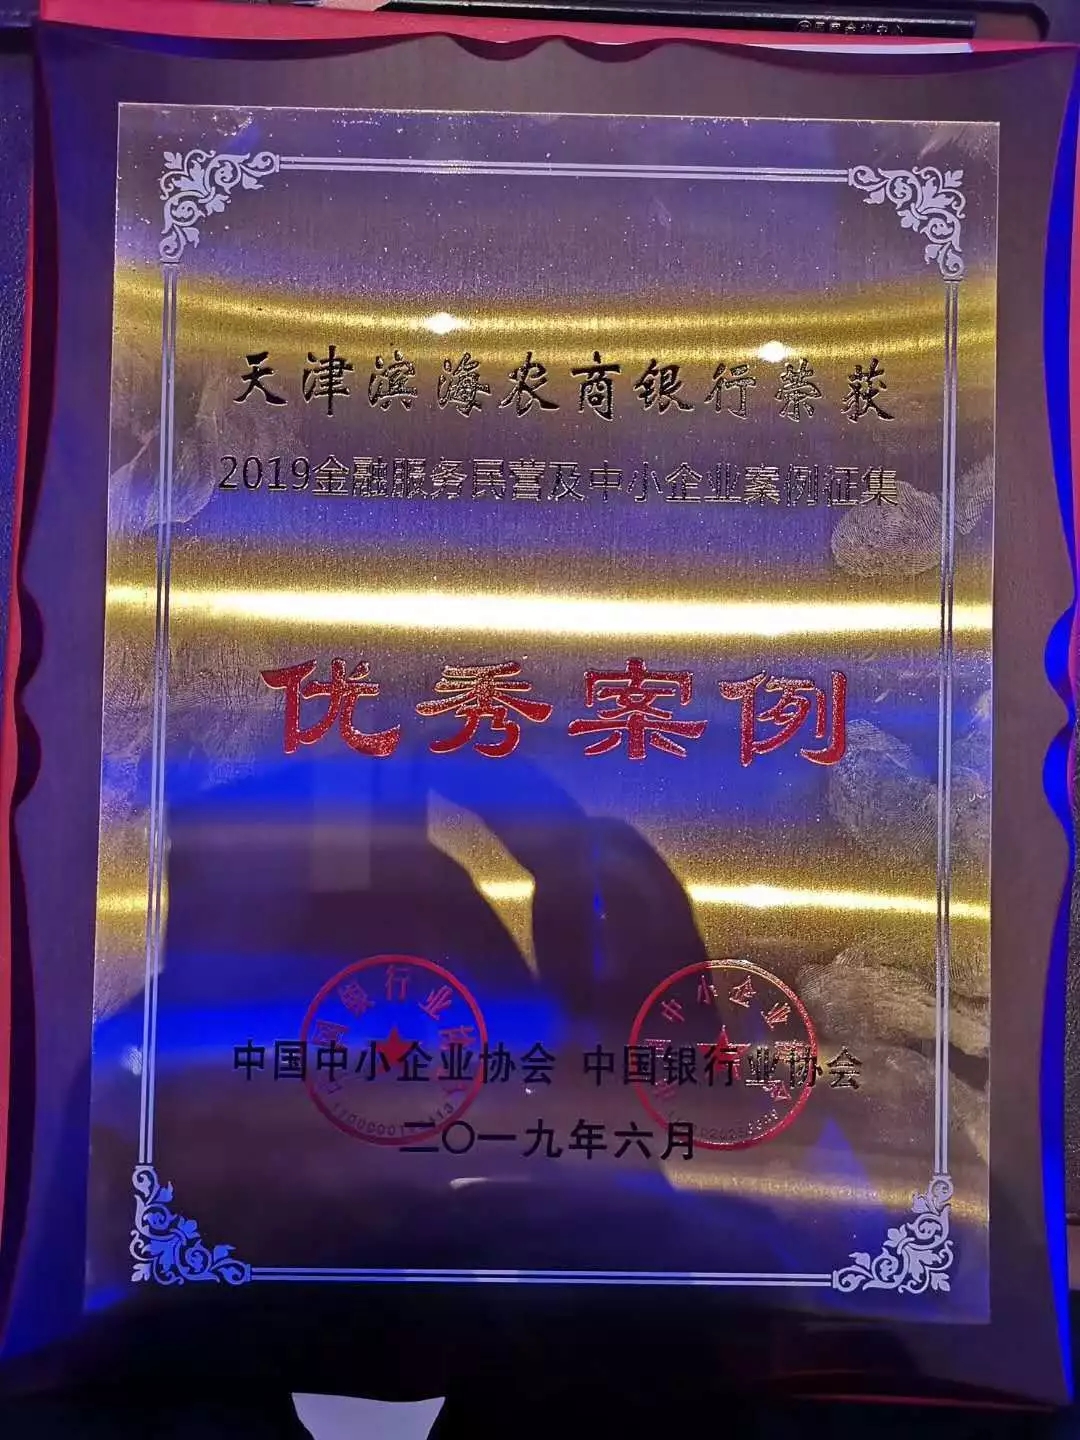 天津滨海农商银行荣获
2019金融服务民营及中小企业案例征集
优秀案例
中国中小企业协会 中国银行业协会
二〇一九年六月